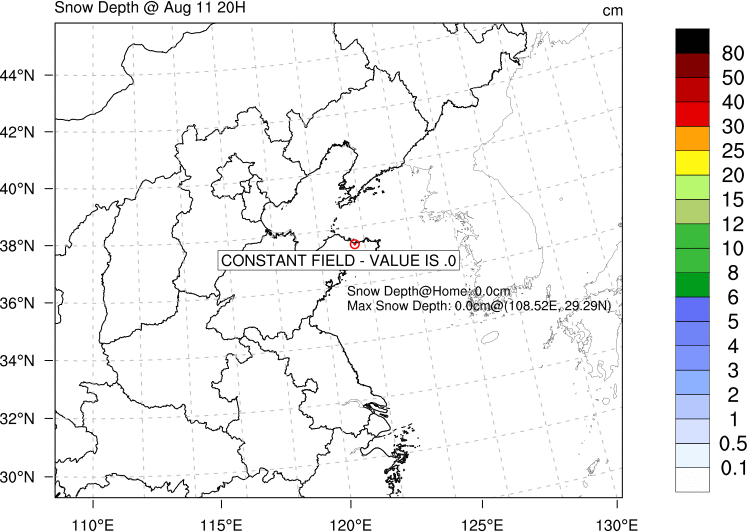 Snow Depth @ Aug 11 20H
cm
44°N
42°N
40°N
38°N
36°N
34°N
32°N
30°N
110°E
115°E
120°E
125°E
130°E
CONSTANT FIELD - VALUE IS .0
Snow Depth@Home: 0.0cm
Max Snow Depth: 0.0cm@(108.52E, 29.29N)
80
50
40
30
25
20
15
12
10
8
6
5
4
3
2
1
0.5
0.1